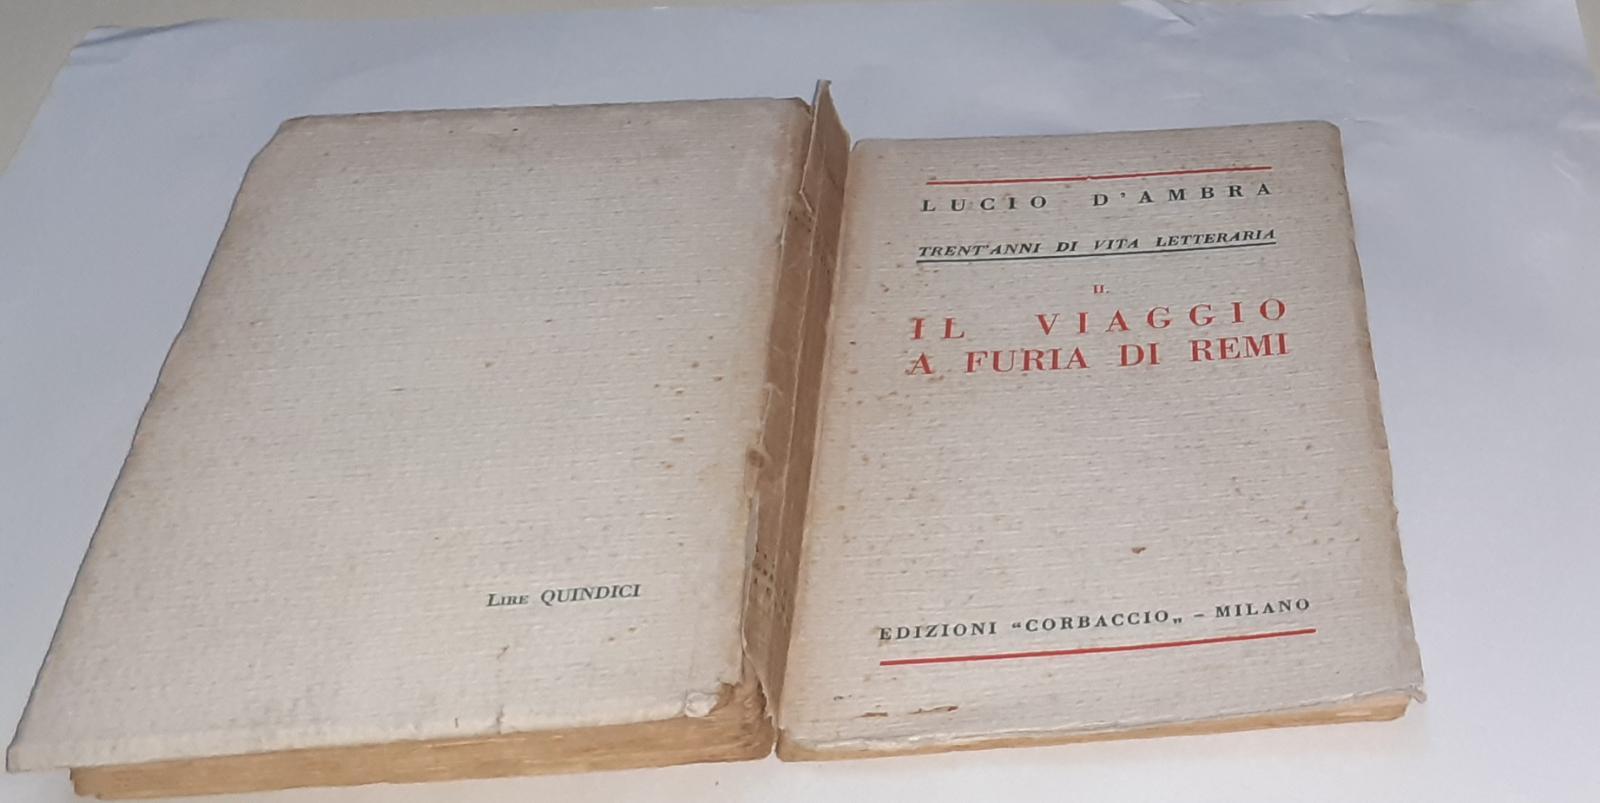 LUCIO D'AMBRA
TRENT'ANNI DI VITA LETTERARIA
II.
IL VIAGGIO
A FURIA DI REMI
EDIZIONI "CORBACCIO„ - MILANO
LIRE QUINDICI